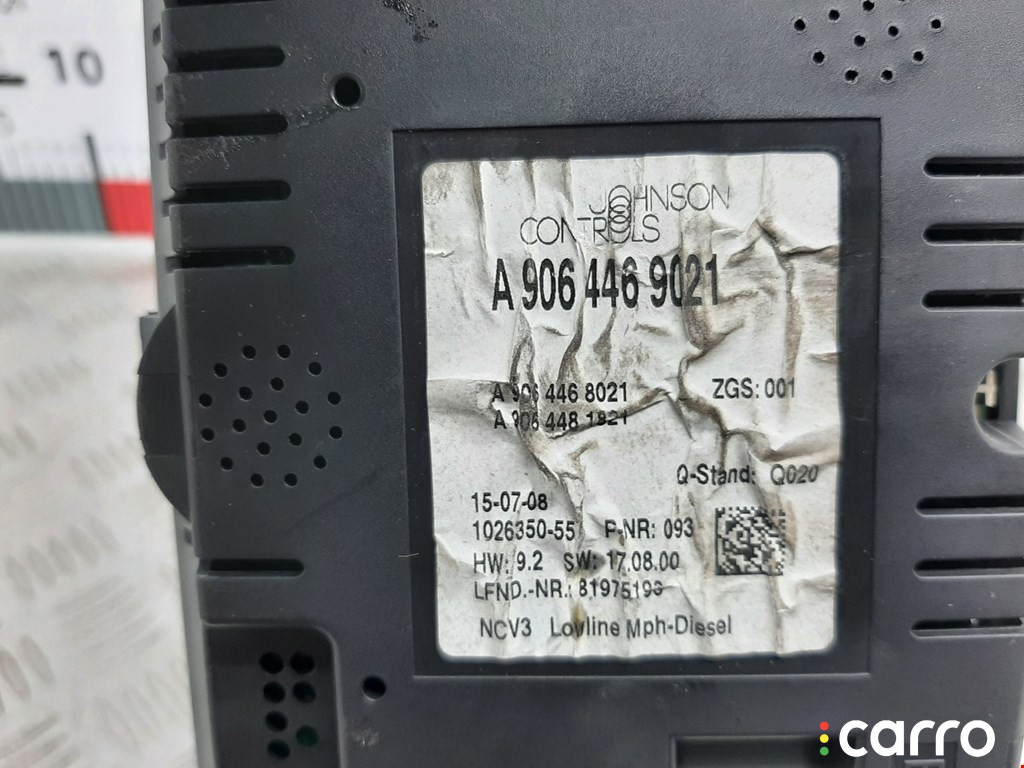 10
JOHNSON
CONTROLS
A 906 446 9021
A 906 446 8021 ZGS: 001
A 906 448 1821
Q-Stand: Q020
15-07-08
1026350-55 P-NR: 093
HW: 9.2 SW: 17.08.00
LFND.-NR.: 81975193
NCV3 Lowline Mph-Diesel
carro